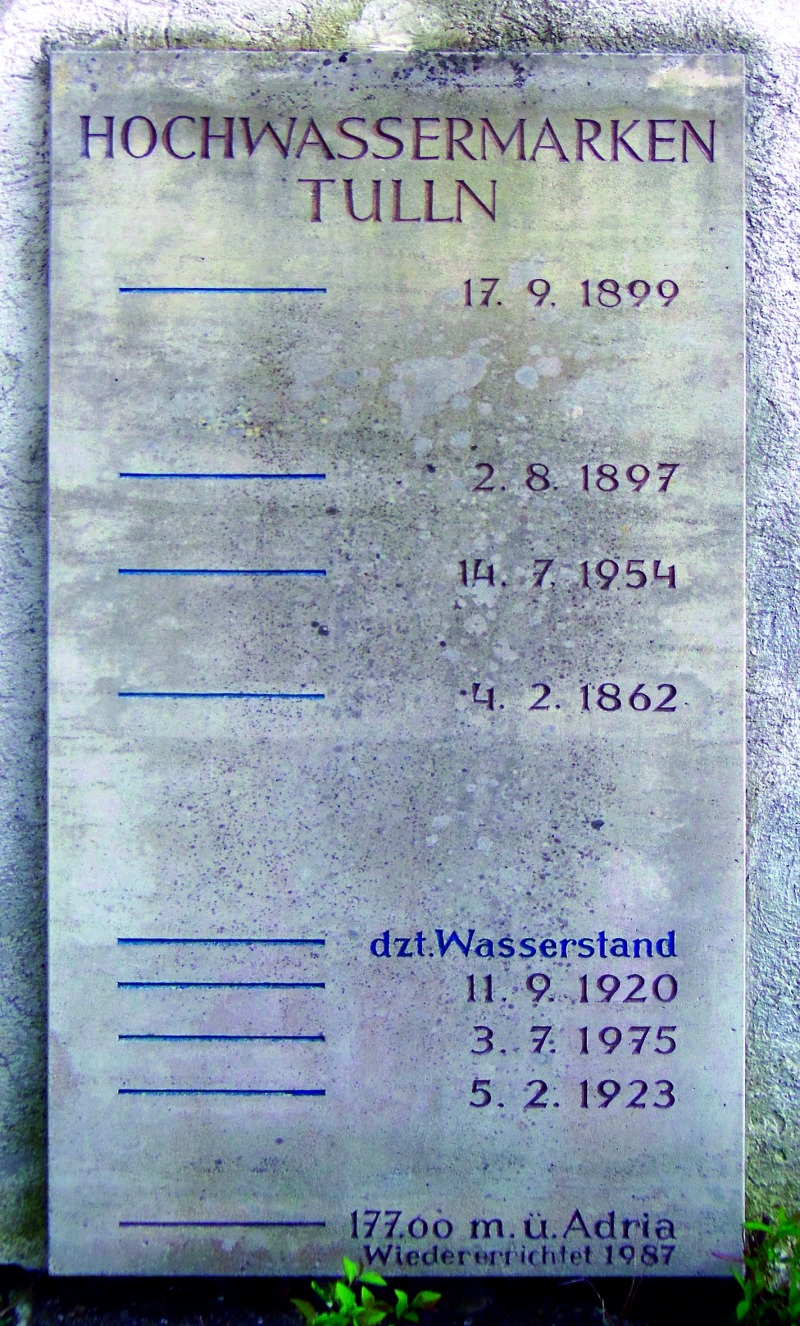 HOCHWASSERMARKEN
TULLN
17. 9. 1899
2. 8. 1897
14. 7. 1954
4. 2. 1862
dzt.Wasserstand
11. 9. 1920
3. 7. 1975
5. 2. 1923
177.00 m.ü.Adria
Wiedererrichtet 1987